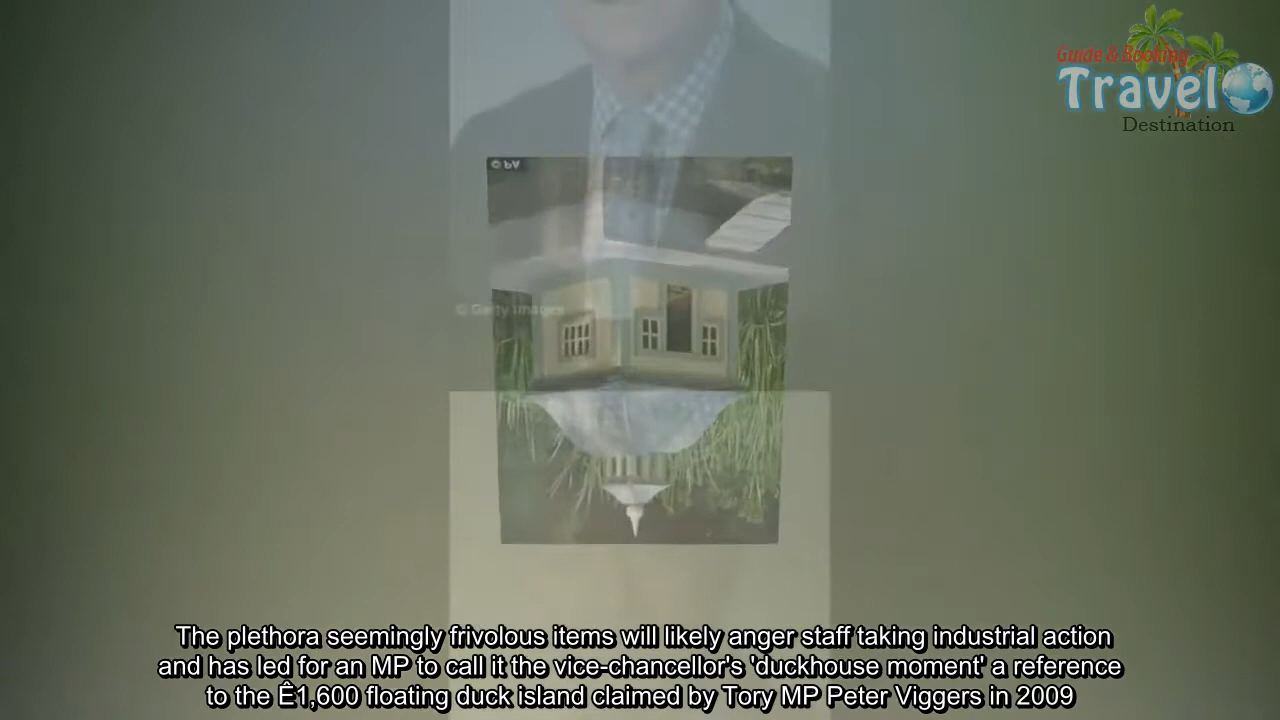 Guide & Booking
Travel
Destination
© PA
© Getty Images
The plethora seemingly frivolous items will likely anger staff taking industrial action
and has led for an MP to call it the vice-chancellor's 'duckhouse moment' a reference
to the Ê1,600 floating duck island claimed by Tory MP Peter Viggers in 2009